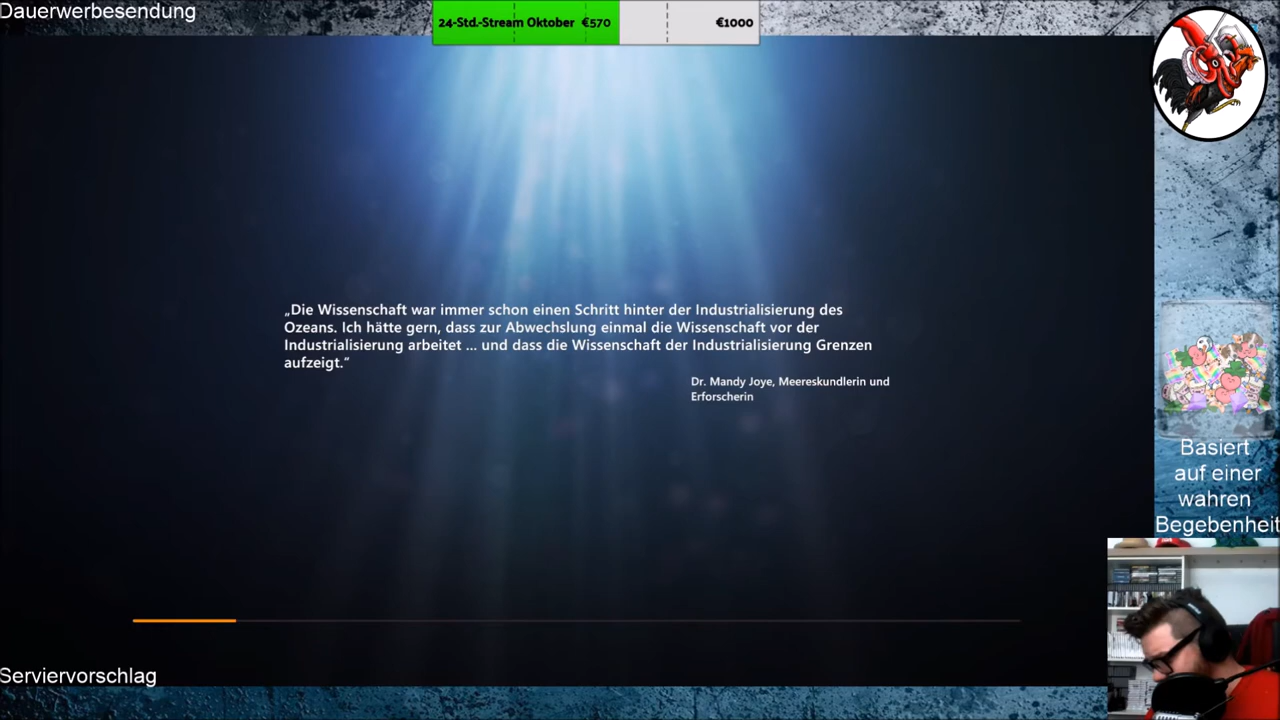 Dauerwerbesendung
24-Std.-Stream Oktober €570
€1000
„Die Wissenschaft war immer schon einen Schritt hinter der Industrialisierung des
Ozeans. Ich hätte gern, dass zur Abwechslung einmal die Wissenschaft vor der
Industrialisierung arbeitet ... und dass die Wissenschaft der Industrialisierung Grenzen
aufzeigt.“
Dr. Mandy Joye, Meereskundlerin und
Erforscherin
Basiert
auf einer
wahren
Begebenheit
Serviervorschlag